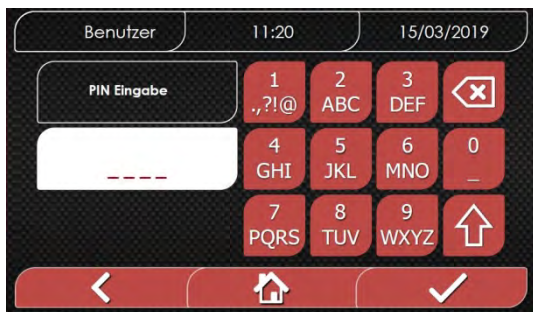 Benutzer 11:20 15/03/2019
PIN Eingabe
1 2 3
.,?!@ ABC DEF
_ _ _ _
4 5 6 0
GHI JKL MNO _
7 8 9
PQRS TUV WXYZ